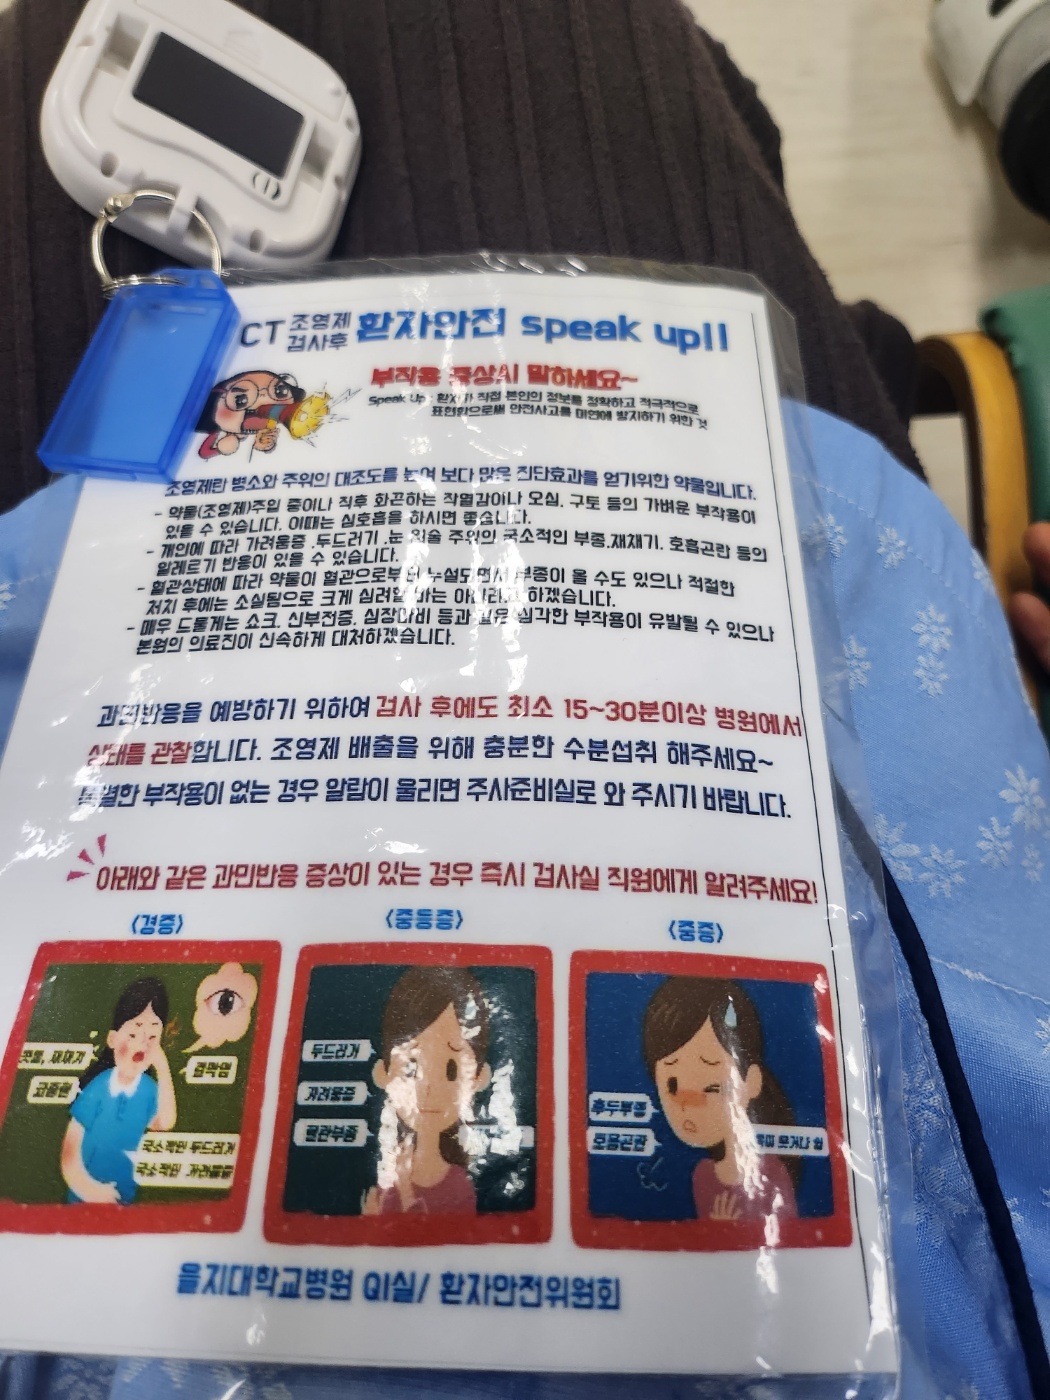 CT 조영제 검사후 환자안전 speak up!!
부작용 증상시 말하세요~
Speak Up : 환자가 직접 본인의 정보를 정확하고 적극적으로
표현함으로써 안전사고를 미연에 방지하기 위한 것
조영제란 병소와 주위의 대조도를 높여 보다 많은 진단효과를 얻기위한 약물입니다.
- 약물(조영제)주입 중이나 직후 화끈하는 작열감이나 오심, 구토 등의 가벼운 부작용이
있을 수 있습니다. 이때는 심호흡을 하시면 좋습니다.
- 개인에 따라 가려움증 ,두드러기 ,눈 입술 주위의 국소적인 부종,재채기, 호흡곤란 등의
알레르기 반응이 있을 수 있습니다.
- 혈관상태에 따라 약물이 혈관으로부터 누설되면서 부종이 올 수도 있으나 적절한
처치 후에는 소실됨으로 크게 심려할 바는 아니라고 하겠습니다.
- 매우 드물게는 쇼크, 신부전증, 심장마비 등과 같은 심각한 부작용이 유발될 수 있으나
본원의 의료진이 신속하게 대처하겠습니다.
과민반응을 예방하기 위하여 검사 후에도 최소 15~30분이상 병원에서
상태를 관찰합니다. 조영제 배출을 위해 충분한 수분섭취 해주세요~
특별한 부작용이 없는 경우 알람이 울리면 주사준비실로 와 주시기 바랍니다.
아래와 같은 과민반응 증상이 있는 경우 즉시 검사실 직원에게 알려주세요!
<경증> <중등증> <중증>
콧물, 재채기
결막염
코충혈
국소적인 두드러기
국소적인 가려움증
두드러기
가려움증
혈관부종
후두부종
호흡곤란
을지대학교병원 QI실/ 환자안전위원회